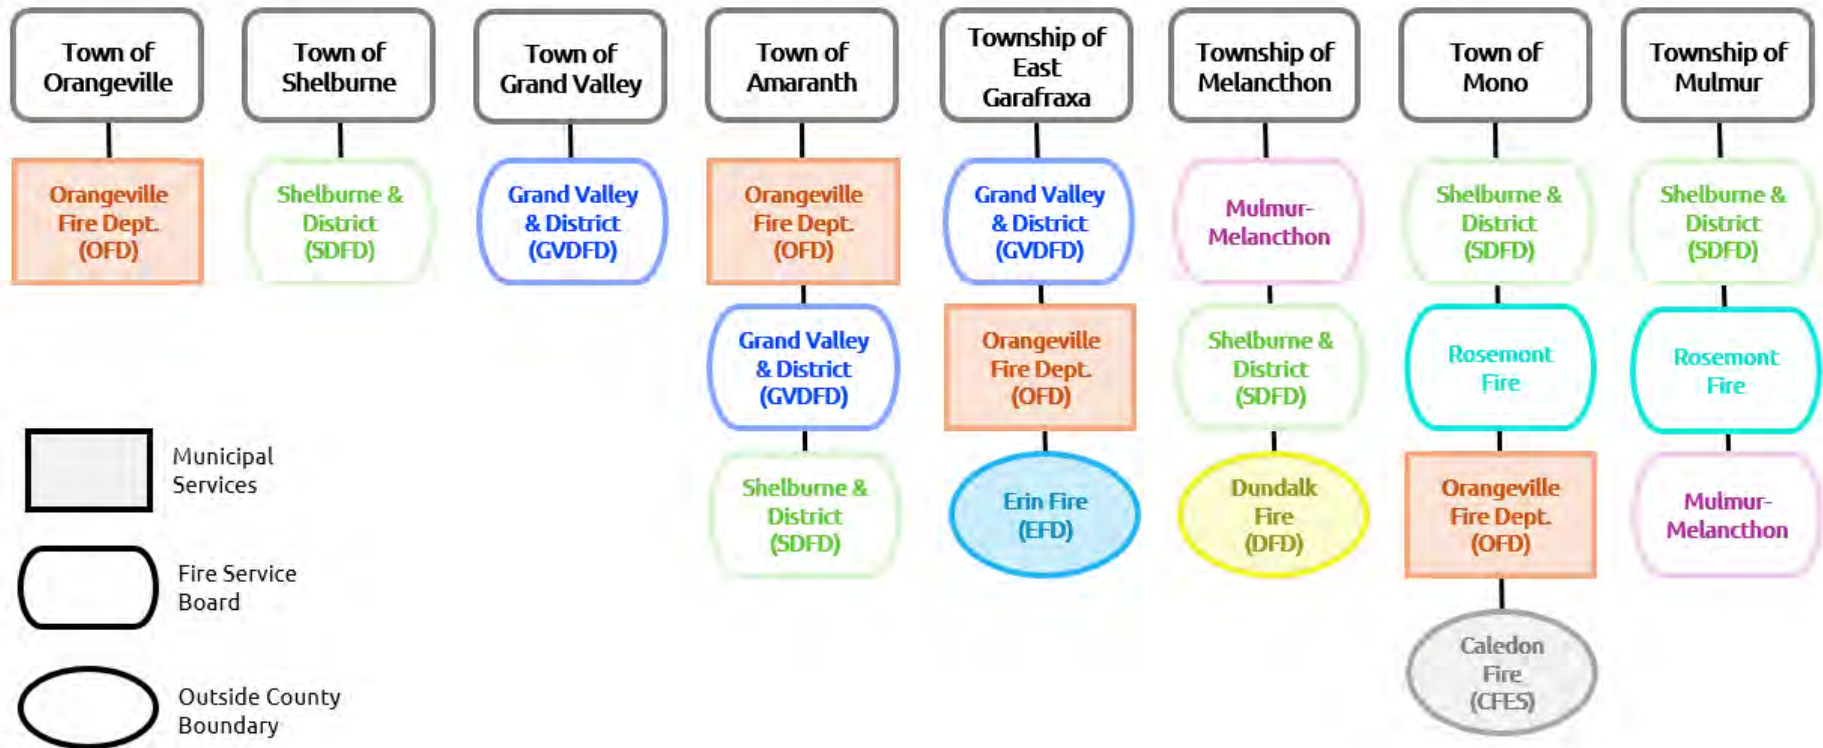 Town of
Orangeville
Town of
Shelburne
Town of
Grand Valley
Town of
Amaranth
Township of
East
Garafraxa
Township of
Melancthon
Town of
Mono
Township of
Mulmur
Orangeville
Fire Dept.
(OFD)
Shelburne &
District
(SDFD)
Grand Valley
& District
(GVDFD)
Orangeville
Fire Dept.
(OFD)
Grand Valley
& District
(GVDFD)
Mulmur-
Melancthon
Shelburne &
District
(SDFD)
Shelburne &
District
(SDFD)
Grand Valley
& District
(GVDFD)
Orangeville
Fire Dept.
(OFD)
Shelburne &
District
(SDFD)
Rosemont
Fire
Rosemont
Fire
Shelburne &
District
(SDFD)
Erin Fire
(EFD)
Dundalk
Fire
(DFD)
Orangeville
Fire Dept.
(OFD)
Mulmur-
Melancthon
Caledon
Fire
(CFES)
Municipal
Services
Fire Service
Board
Outside County
Boundary